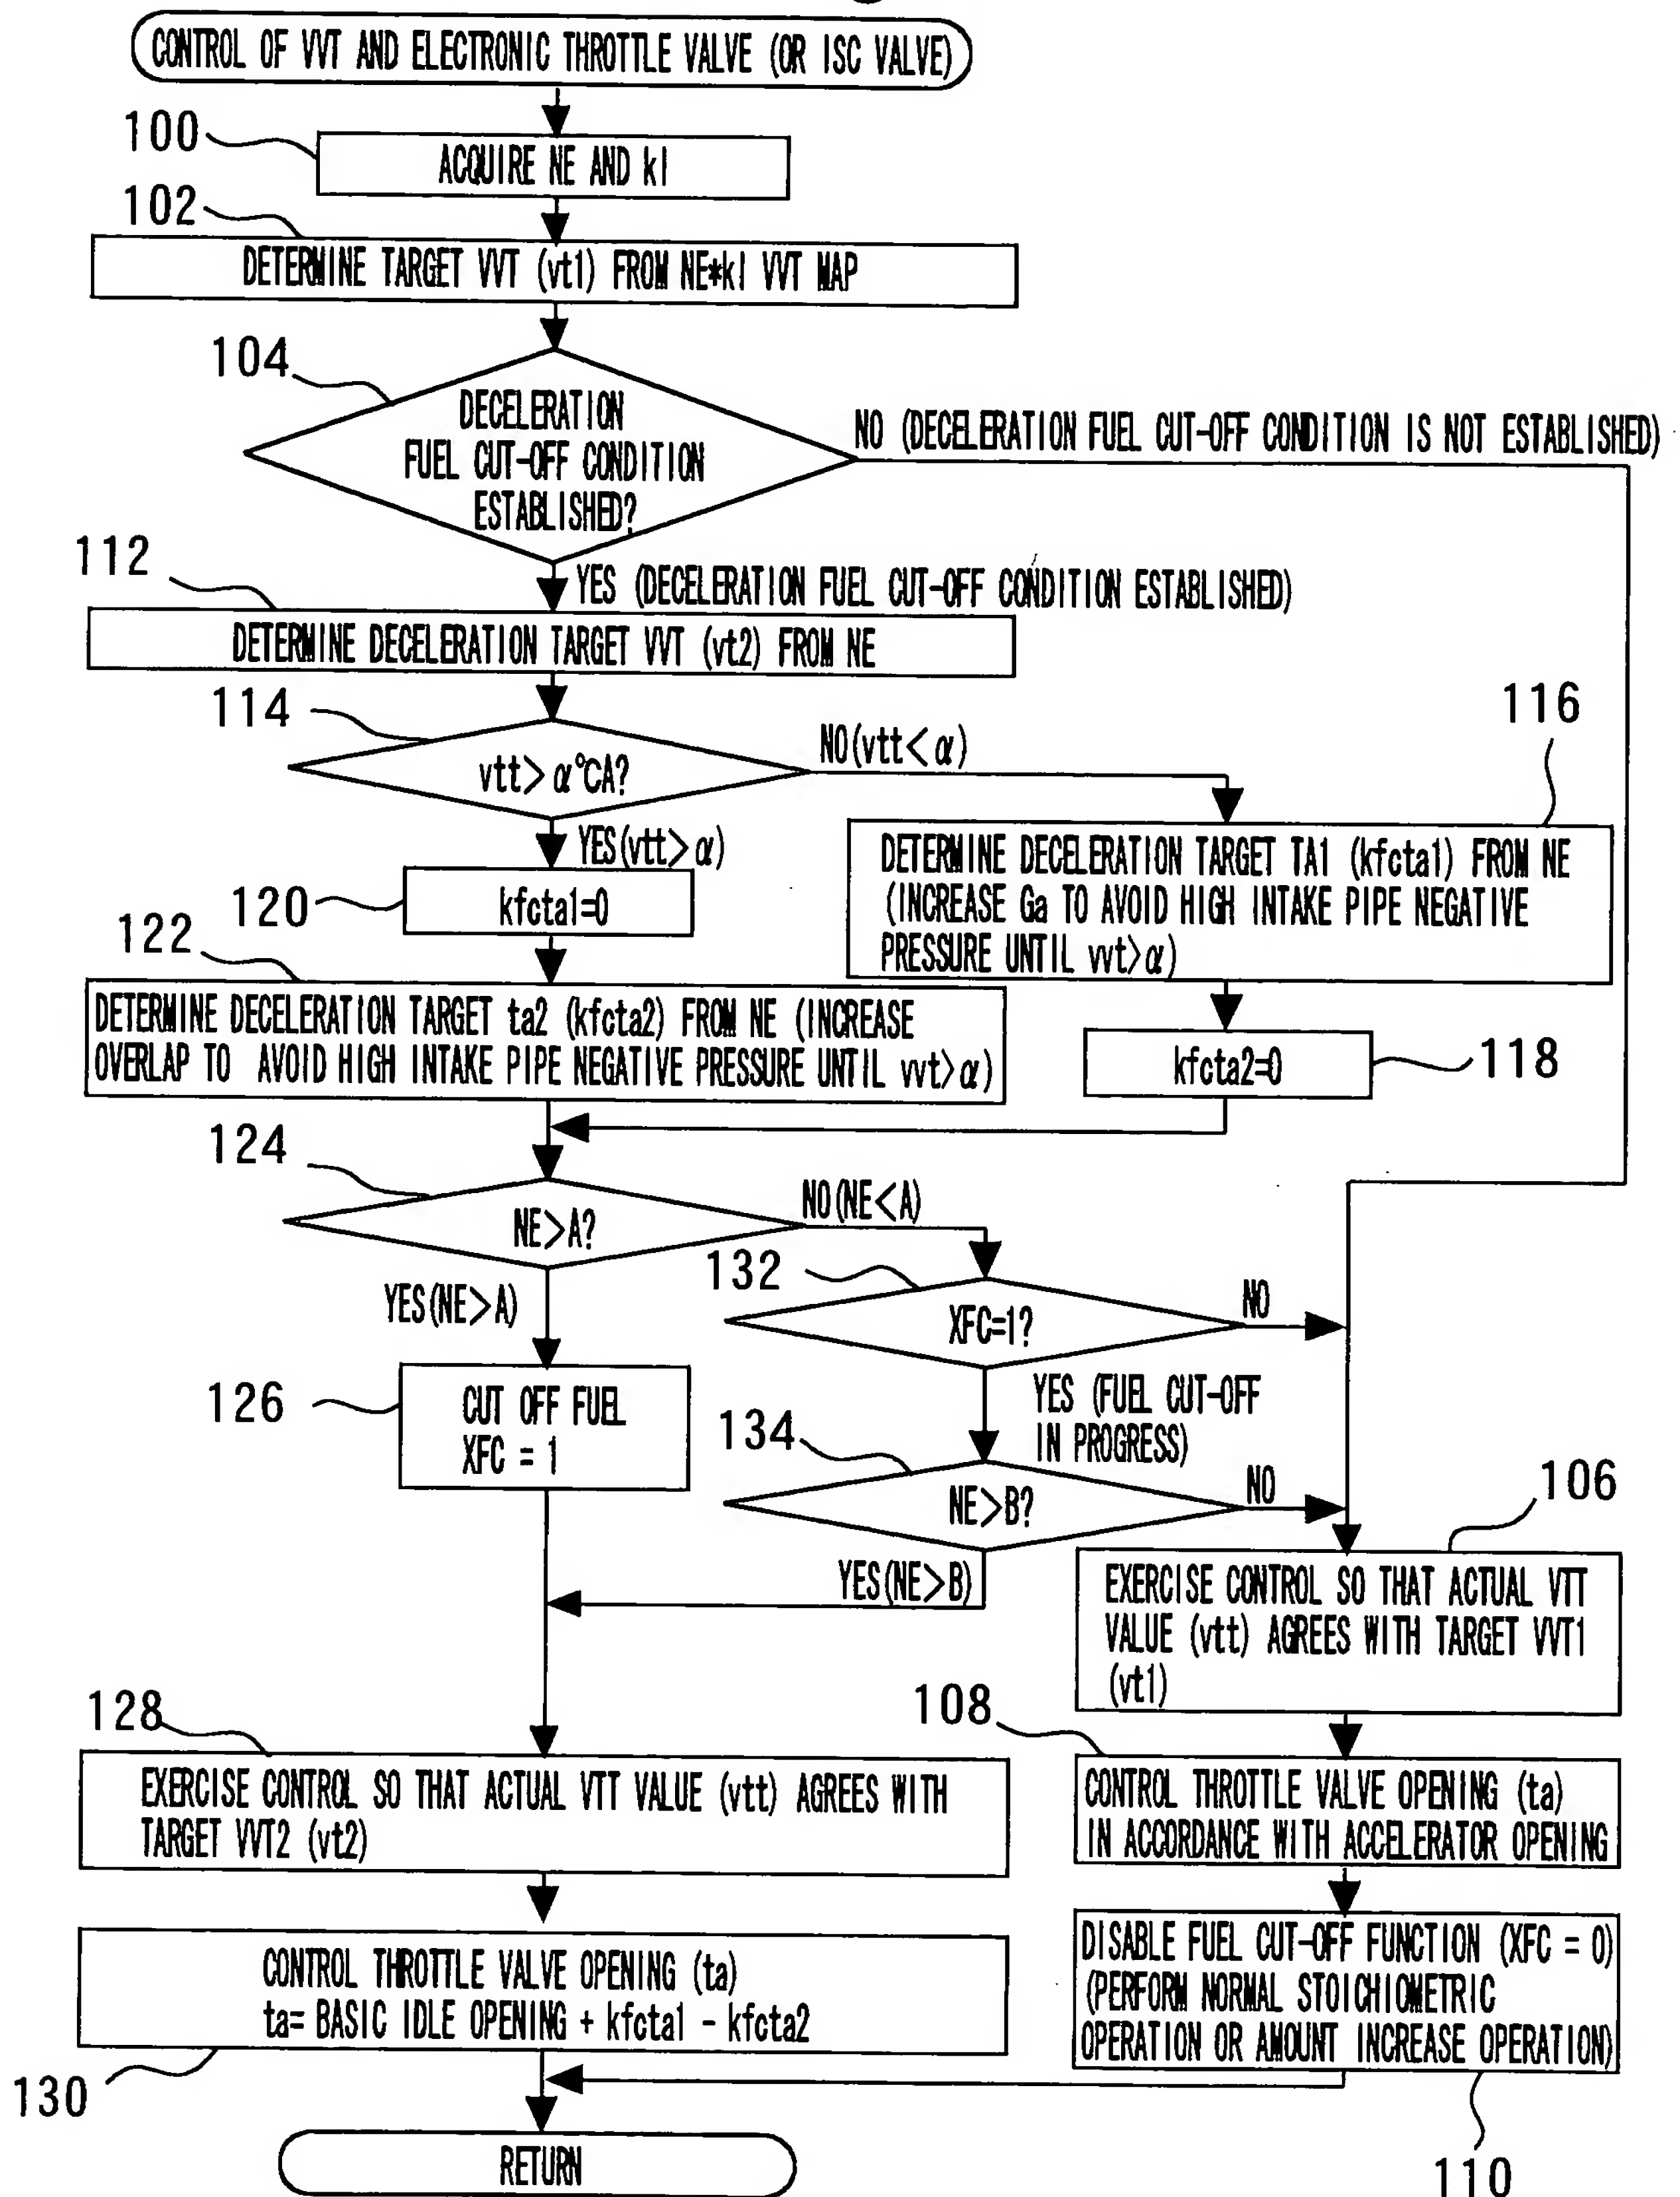 CONTROL OF VVT AND ELECTRONIC THROTTLE VALVE (OR ISC VALVE)
100
ACQUIRE NE AND kl
102
DETERMINE TARGET VVT (vt1) FROM NE*kl VVT MAP
104
DECELERATION
FUEL CUT-OFF CONDITION
ESTABLISHED?
NO (DECELERATION FUEL CUT-OFF CONDITION IS NOT ESTABLISHED)
112
YES (DECELERATION FUEL CUT-OFF CONDITION ESTABLISHED)
DETERMINE DECELERATION TARGET VVT (vt2) FROM NE
114
vtt>α℃A?
NO(vtt<α)
116
YES(vtt>α)
DETERMINE DECELERATION TARGET TA1 (kfcta1) FROM NE
(INCREASE Ga TO AVOID HIGH INTAKE PIPE NEGATIVE
PRESSURE UNTIL vvt>α)
120
kfcta1=0
122
DETERMINE DECELERATION TARGET ta2 (kfcta2) FROM NE (INCREASE
OVERLAP TO AVOID HIGH INTAKE PIPE NEGATIVE PRESSURE UNTIL vvt>α)
kfcta2=0
118
124
NE>A?
NO(NE<A)
132
XFC=1?
NO
YES(NE>A)
126
CUT OFF FUEL
XFC = 1
YES (FUEL CUT-OFF
IN PROGRESS)
134
NE>B?
NO
106
YES(NE>B)
EXERCISE CONTROL SO THAT ACTUAL VTT
VALUE (vtt) AGREES WITH TARGET VVT1
(vt1)
128
EXERCISE CONTROL SO THAT ACTUAL VTT VALUE (vtt) AGREES WITH
TARGET VVT2 (vt2)
108
CONTROL THROTTLE VALVE OPENING (ta)
IN ACCORDANCE WITH ACCELERATOR OPENING
CONTROL THROTTLE VALVE OPENING (ta)
ta= BASIC IDLE OPENING + kfcta1 - kfcta2
130
DISABLE FUEL CUT-OFF FUNCTION (XFC = 0)
(PERFORM NORMAL STOICHIOMETRIC
OPERATION OR AMOUNT INCREASE OPERATION)
110
RETURN